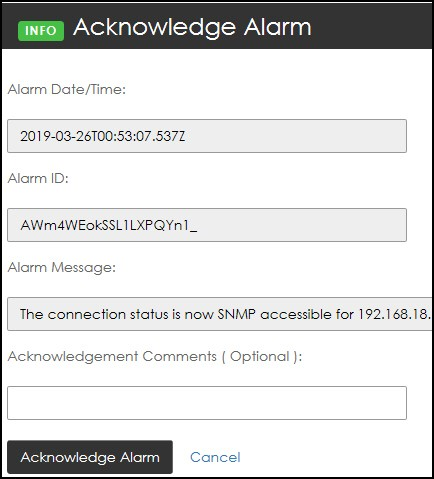 INFO Acknowledge Alarm
Alarm Date/Time:
2019-03-26T00:53:07.537Z
Alarm ID:
AWm4WEokSSL1LXPQYn1_
Alarm Message:
The connection status is now SNMP accessible for 192.168.18.
Acknowledgement Comments ( Optional ):
Acknowledge Alarm Cancel